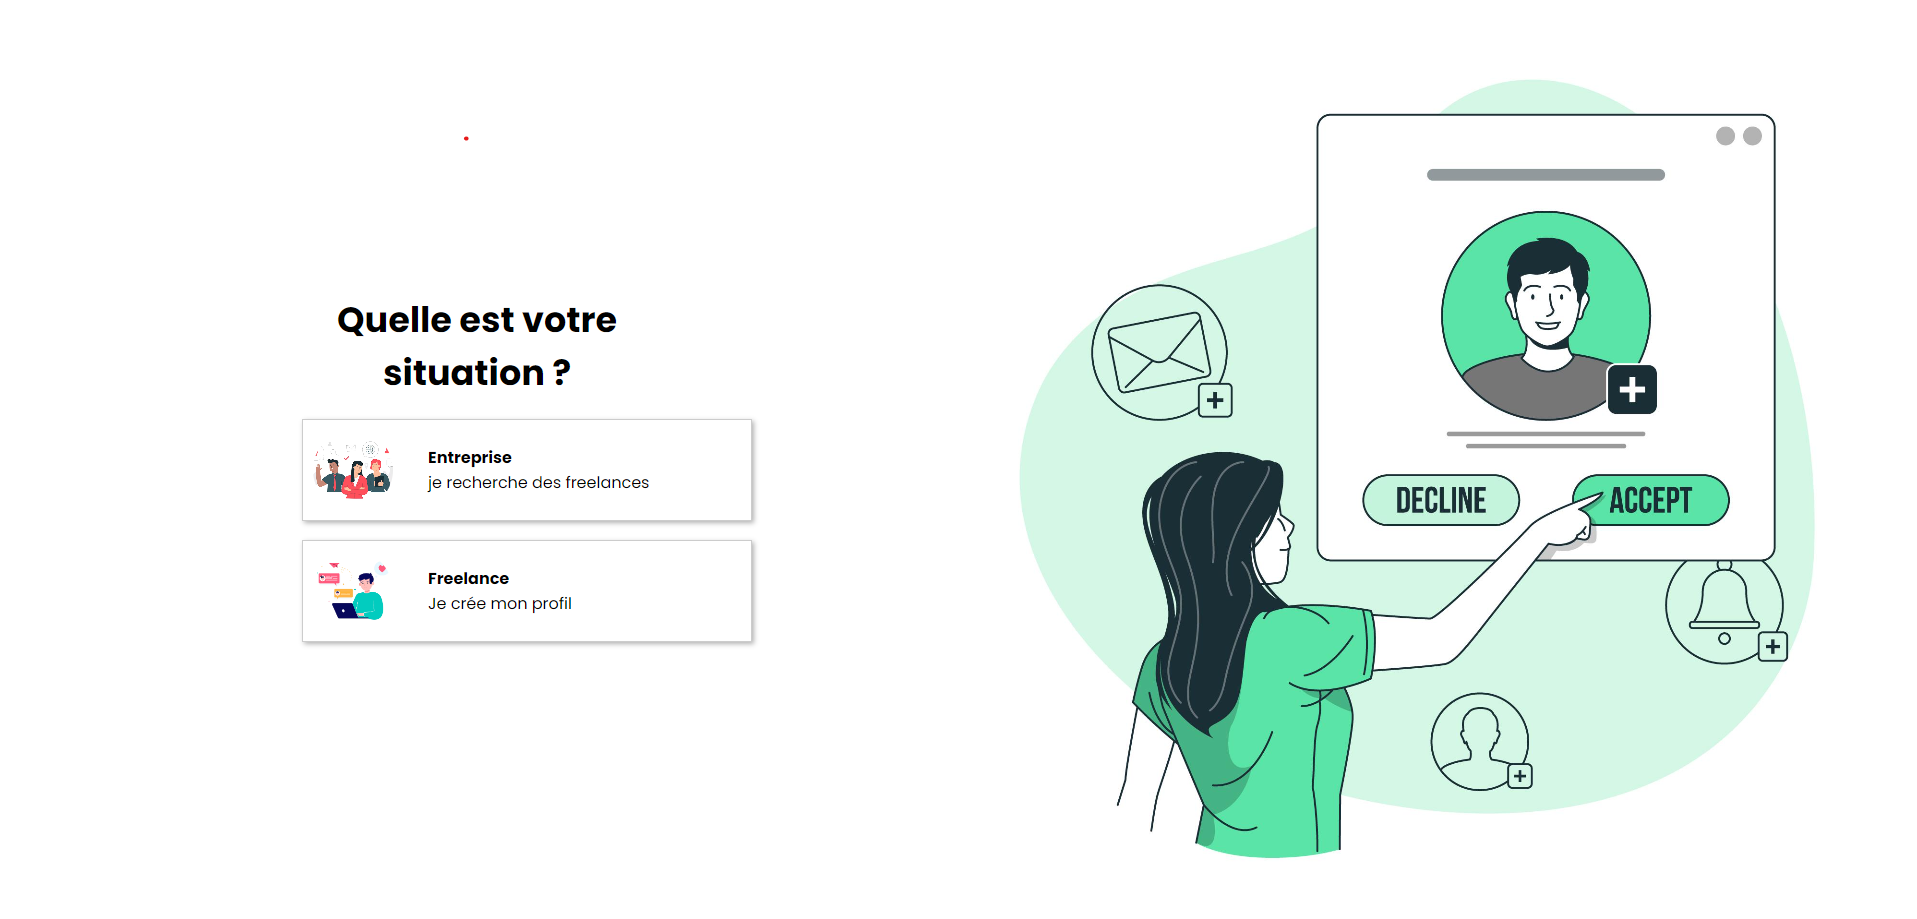 Quelle est votre
situation ?
Entreprise
je recherche des freelances
Freelance
Je crée mon profil
DECLINE
ACCEPT